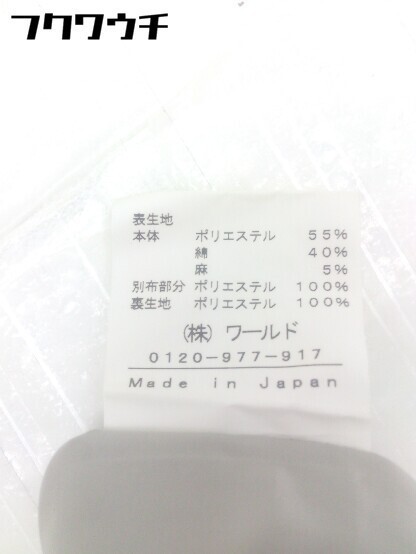 フクワウチ
表生地
本体 ポリエステル 55%
綿 40%
麻 5%
別布部分 ポリエステル 100%
裏生地 ポリエステル 100%
(株) ワールド
0120-977-917
Made in Japan